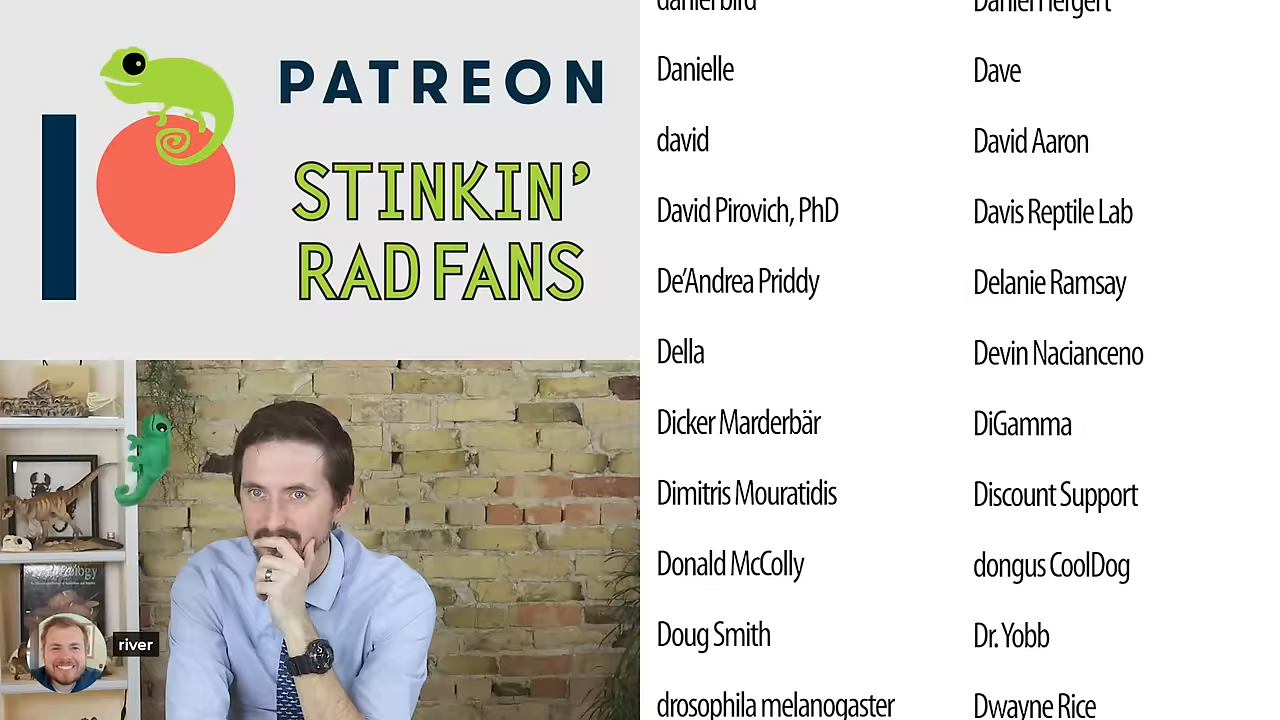 PATREON
STINKIN'
RAD FANS
river
Danielle
david
David Pirovich, PhD
De'Andrea Priddy
Della
Dicker Marderbär
Dimitris Mouratidis
Donald McColly
Doug Smith
drosophila melanogaster
Daniel Hergert
Dave
David Aaron
Davis Reptile Lab
Delanie Ramsay
Devin Nacianceno
DiGamma
Discount Support
dongus CoolDog
Dr. Yobb
Dwayne Rice